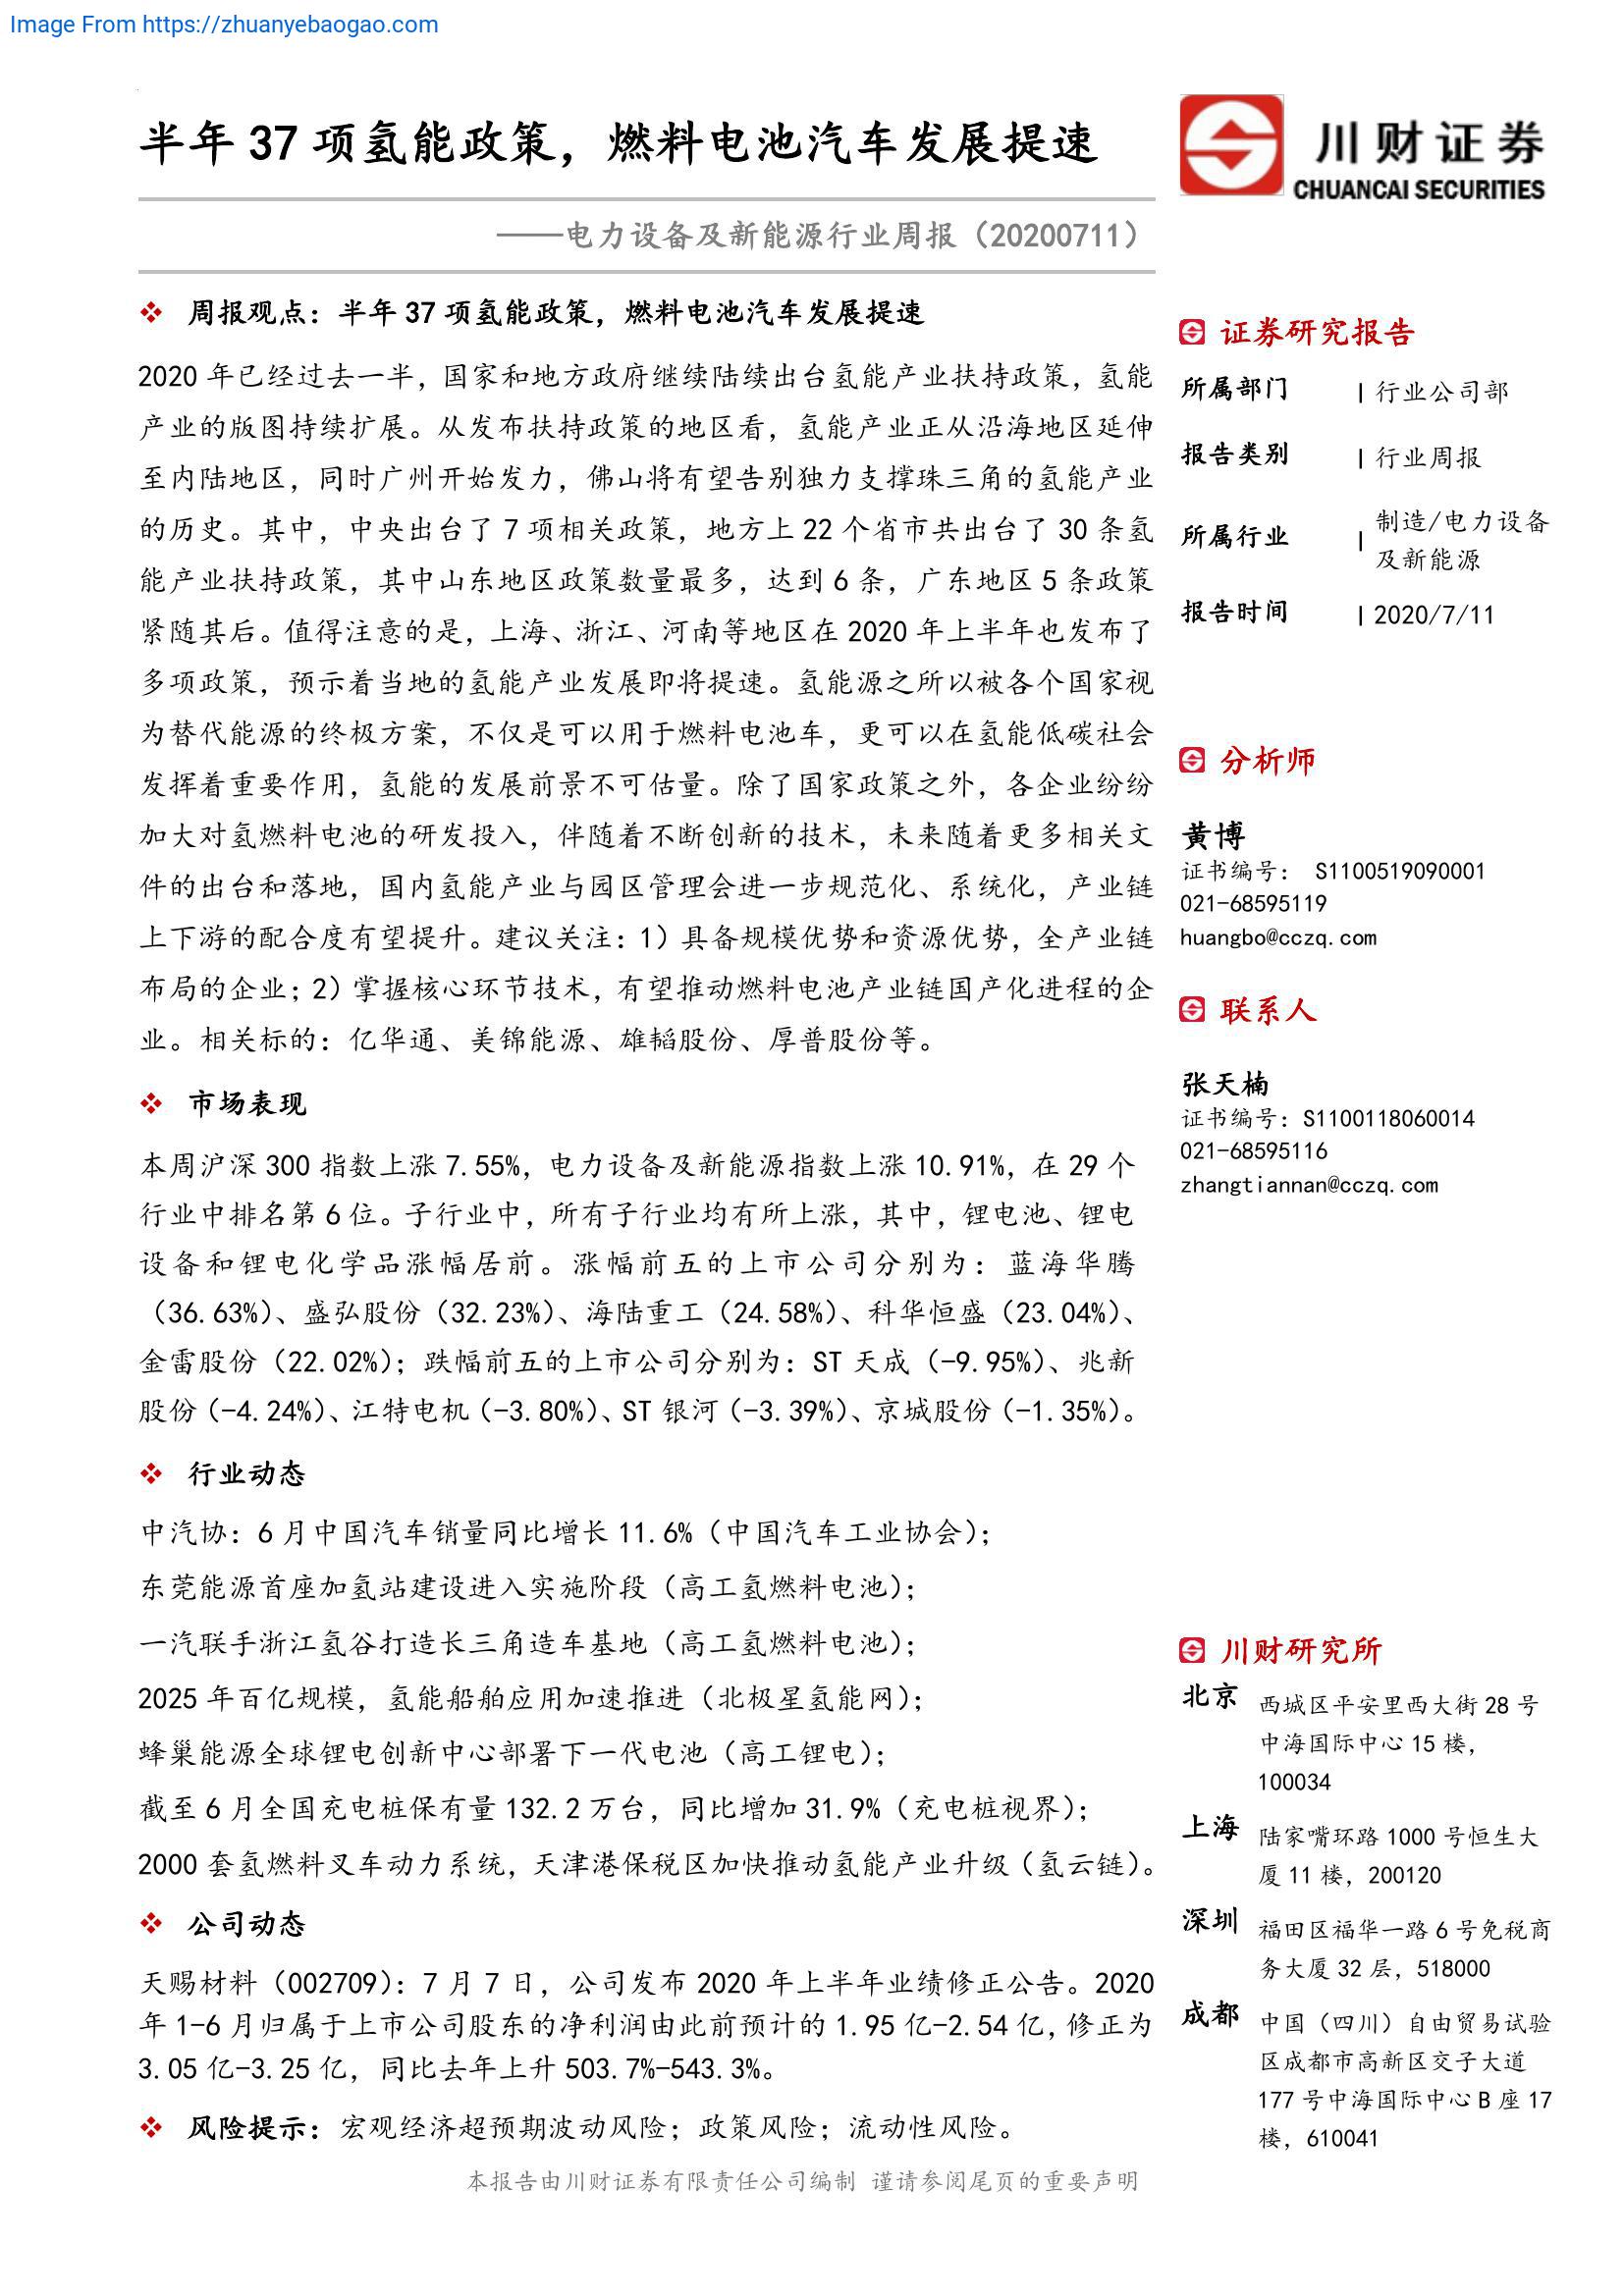 Image From https://zhuanyebaogao.com
半年 37 项氢能政策，燃料电池汽车发展提速
——电力设备及新能源行业周报（20200711）
川财证券
CHUANCAI SECURITIES
周报观点：半年 37 项氢能政策，燃料电池汽车发展提速
2020 年已经过去一半，国家和地方政府继续陆续出台氢能产业扶持政策，氢能
产业的版图持续扩展。从发布扶持政策的地区看，氢能产业正从沿海地区延伸
至内陆地区，同时广州开始发力，佛山将有望告别独力支撑珠三角的氢能产业
的历史。其中，中央出台了 7 项相关政策，地方上 22 个省市共出台了 30 条氢
能产业扶持政策，其中山东地区政策数量最多，达到 6 条，广东地区 5 条政策
紧随其后。值得注意的是，上海、浙江、河南等地区在 2020 年上半年也发布了
多项政策，预示着当地的氢能产业发展即将提速。氢能源之所以被各个国家视
为替代能源的终极方案，不仅是可以用于燃料电池车，更可以在氢能低碳社会
发挥着重要作用，氢能的发展前景不可估量。除了国家政策之外，各企业纷纷
加大对氢燃料电池的研发投入，伴随着不断创新的技术，未来随着更多相关文
件的出台和落地，国内氢能产业与园区管理会进一步规范化、系统化，产业链
上下游的配合度有望提升。建议关注：1）具备规模优势和资源优势，全产业链
布局的企业；2）掌握核心环节技术，有望推动燃料电池产业链国产化进程的企
业。相关标的：亿华通、美锦能源、雄韬股份、厚普股份等。
市场表现
本周沪深 300 指数上涨 7.55%，电力设备及新能源指数上涨 10.91%，在 29 个
行业中排名第 6 位。子行业中，所有子行业均有所上涨，其中，锂电池、锂电
设备和锂电化学品涨幅居前。涨幅前五的上市公司分别为：蓝海华腾
（36.63%）、盛弘股份（32.23%）、海陆重工（24.58%）、科华恒盛（23.04%）、
金雷股份（22.02%）；跌幅前五的上市公司分别为：ST 天成（-9.95%）、兆新
股份（-4.24%）、江特电机（-3.80%）、ST 银河（-3.39%）、京城股份（-1.35%）。
行业动态
中汽协：6 月中国汽车销量同比增长 11.6%（中国汽车工业协会）；
东莞能源首座加氢站建设进入实施阶段（高工氢燃料电池）；
一汽联手浙江氢谷打造长三角造车基地（高工氢燃料电池）；
2025 年百亿规模，氢能船舶应用加速推进（北极星氢能网）；
蜂巢能源全球锂电创新中心部署下一代电池（高工锂电）；
截至 6 月全国充电桩保有量 132.2 万台，同比增加 31.9%（充电桩视界）；
2000 套氢燃料叉车动力系统，天津港保税区加快推动氢能产业升级（氢云链）。
公司动态
天赐材料（002709）：7 月 7 日，公司发布 2020 年上半年业绩修正公告。2020
年 1-6 月归属于上市公司股东的净利润由此前预计的 1.95 亿-2.54 亿，修正为
3.05 亿-3.25 亿，同比去年上升 503.7%-543.3%。
风险提示：宏观经济超预期波动风险；政策风险；流动性风险。
证券研究报告
所属部门 | 行业公司部
报告类别 | 行业周报
所属行业 | 制造/电力设备
及新能源
报告时间 | 2020/7/11
分析师
黄博
证书编号： S1100519090001
021-68595119
huangbo@cczq.com
联系人
张天楠
证书编号：S1100118060014
021-68595116
zhangtiannan@cczq.com
川财研究所
北京 西城区平安里西大街 28 号
中海国际中心 15 楼，
100034
上海 陆家嘴环路 1000 号恒生大
厦 11 楼，200120
深圳 福田区福华一路 6 号免税商
务大厦 32 层，518000
成都 中国（四川）自由贸易试验
区成都市高新区交子大道
177 号中海国际中心 B 座 17
楼，610041
本报告由川财证券有限责任公司编制 谨请参阅尾页的重要声明